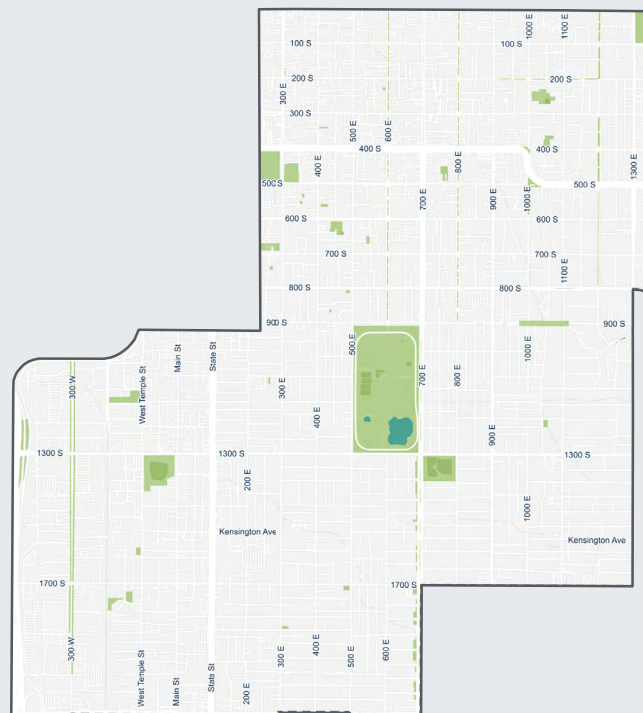 1000 E
1100 E
100 S
100 S
200 S
200 S
300 E
300 S
500 E
600 E
400 S
400 S
400 E
800 E
1300 E
500 S
500 S
700 E
900 E
1000 E
600 S
600 S
700 S
700 S
1100 E
800 S
800 S
900 S
900 S
300 W
West Temple St
Main St
State St
500 E
1000 E
300 E
700 E
800 E
400 E
900 E
1300 S
1300 S
1300 S
200 E
1000 E
Kensington Ave
Kensington Ave
1700 S
1700 S
300 W
West Temple St
Main St
State St
300 E
400 E
500 E
600 E
200 E